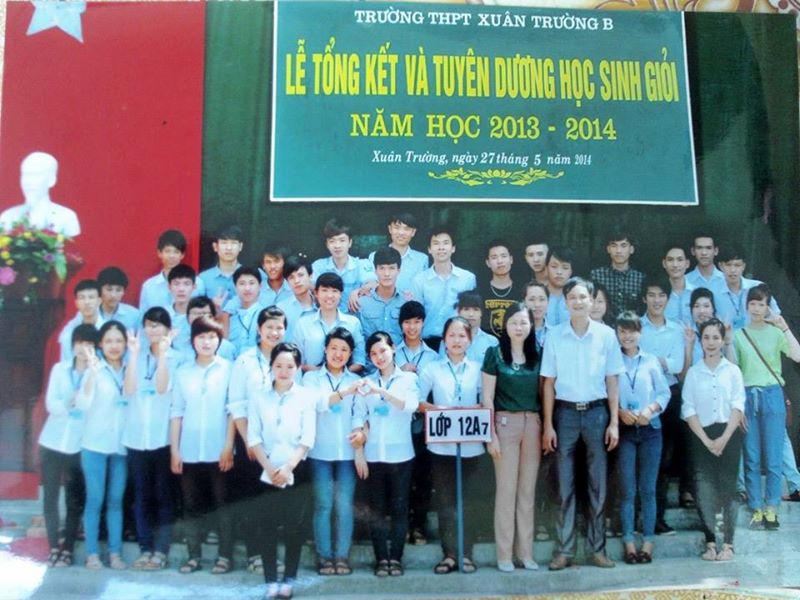 TRƯỜNG THPT XUÂN TRƯỜNG B
LỄ TỔNG KẾT VÀ TUYÊN DƯƠNG HỌC SINH GIỎI
NĂM HỌC 2013 - 2014
Xuân Trường, ngày 27 tháng 5 năm 2014
LỚP 12A7